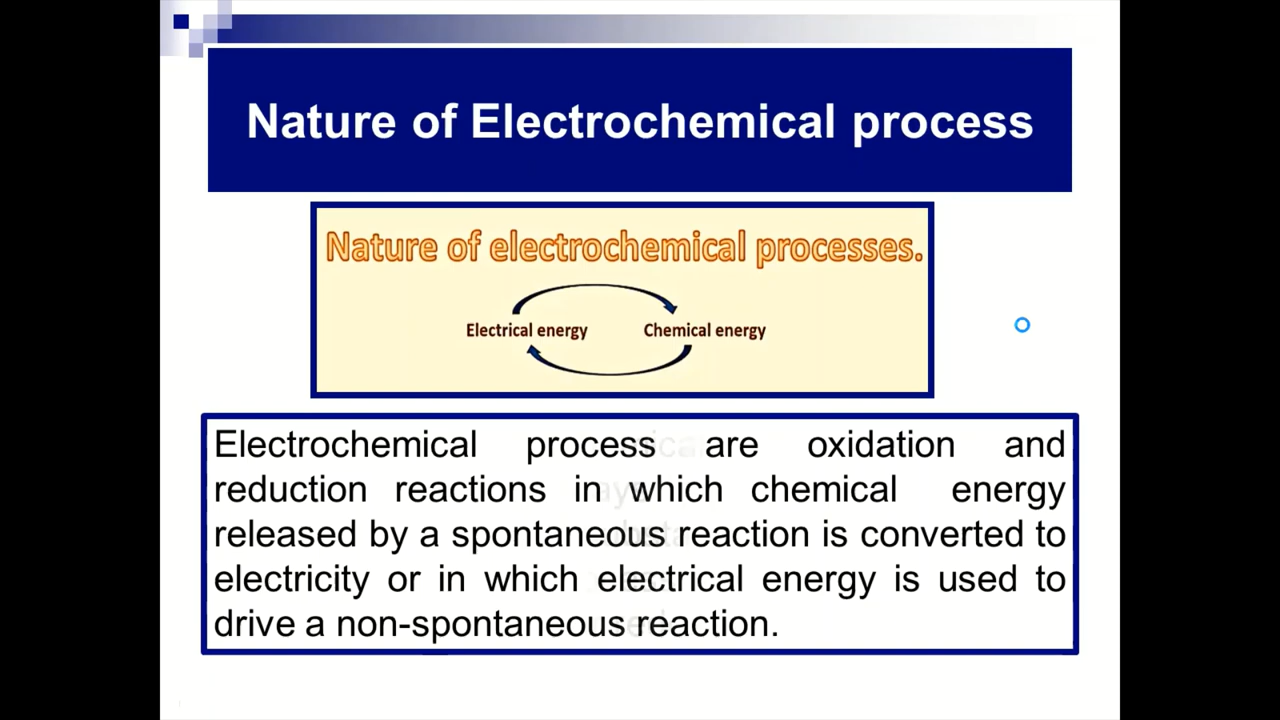 Nature of Electrochemical process
Nature of electrochemical processes.
Electrical energy Chemical energy
Electrochemical process are oxidation and
reduction reactions in which chemical energy
released by a spontaneous reaction is converted to
electricity or in which electrical energy is used to
drive a non-spontaneous reaction.